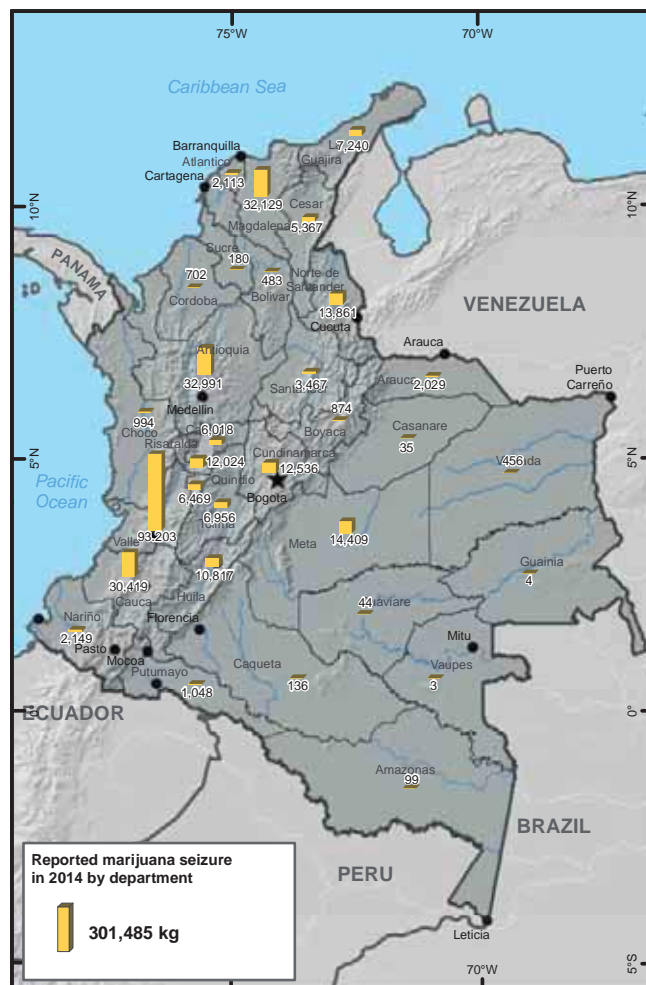 75°W
70°W
Caribbean Sea
Barranquilla
Atlantico
2,113
Cartagena
7,240
Guajira
32,129
Magdalena
Cesar
5,367
10°N
10°N
PANAMA
Sucre
180
702
Cordoba
483
Bolivar
Norte de
Santander
13,861
Cucuta
VENEZUELA
Antioquia
32,991
Medellin
Santander
3,467
Arauca
Arauca
2,029
Puerto
Carreño
994
Choco
6,018
874
Boyaca
Casanare
35
Risaralda
12,024
Cundinamarca
12,536
Bogota
456
5°N
5°N
Pacific
Ocean
6,469
Quindio
6,956
Tolima
93,203
Valle
Meta
14,409
30,419
Cauca
10,817
Huila
Guainia
4
44
Nariño
2,149
Florencia
Pasto
Mocoa
Mitu
Caqueta
136
Vaupes
3
Putumayo
1,048
0°
0°
ECUADOR
Amazonas
99
BRAZIL
PERU
Reported marijuana seizure
in 2014 by department
301,485 kg
Leticia
70°W
75°W
5°S